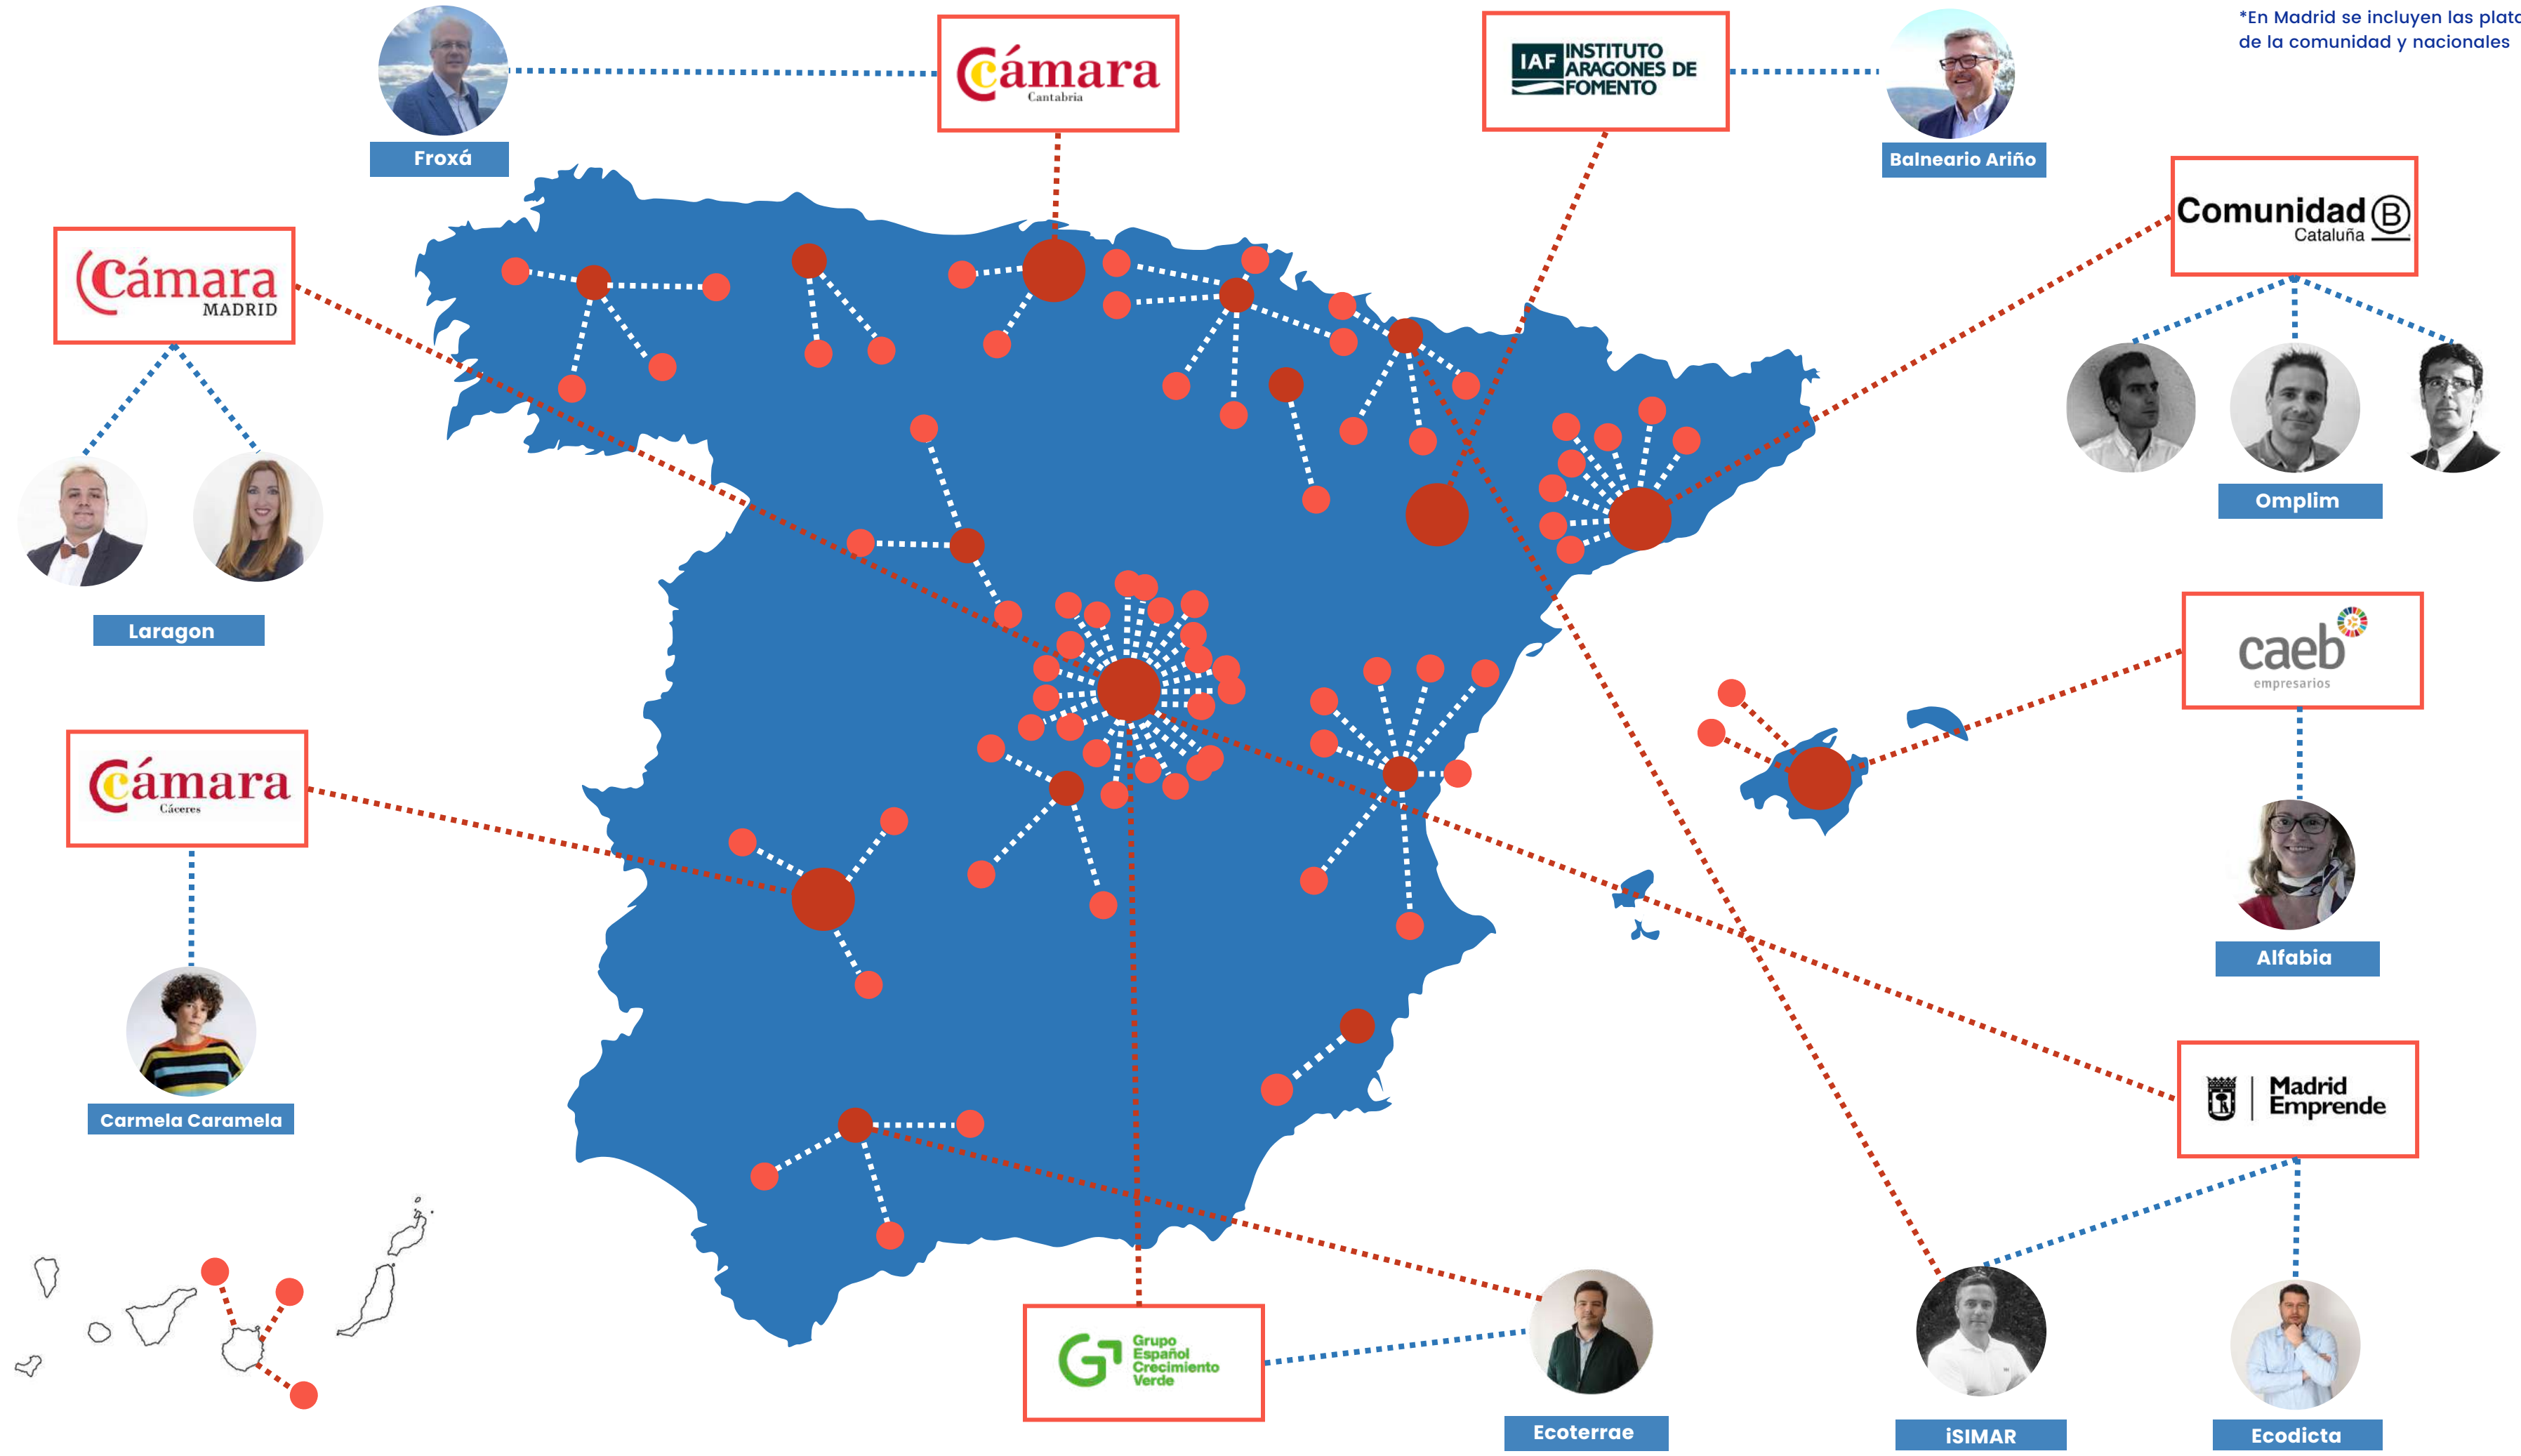 *En Madrid se incluyen las
de la comunidad y nacionales
Cámara
Cantabria
IAF
INSTITUTO
ARAGONES DE
FOMENTO
Froxá
Balneario Ariño
Comunidad B
Cataluña
Cámara
MADRID
Omplim
Laragon
caeb
empresarios
Cámara
Cáceres
Alfabia
Madrid
Emprende
Carmela Caramela
Grupo
Español
Crecimiento
Verde
Ecoterrae
iSIMAR
Ecodicta